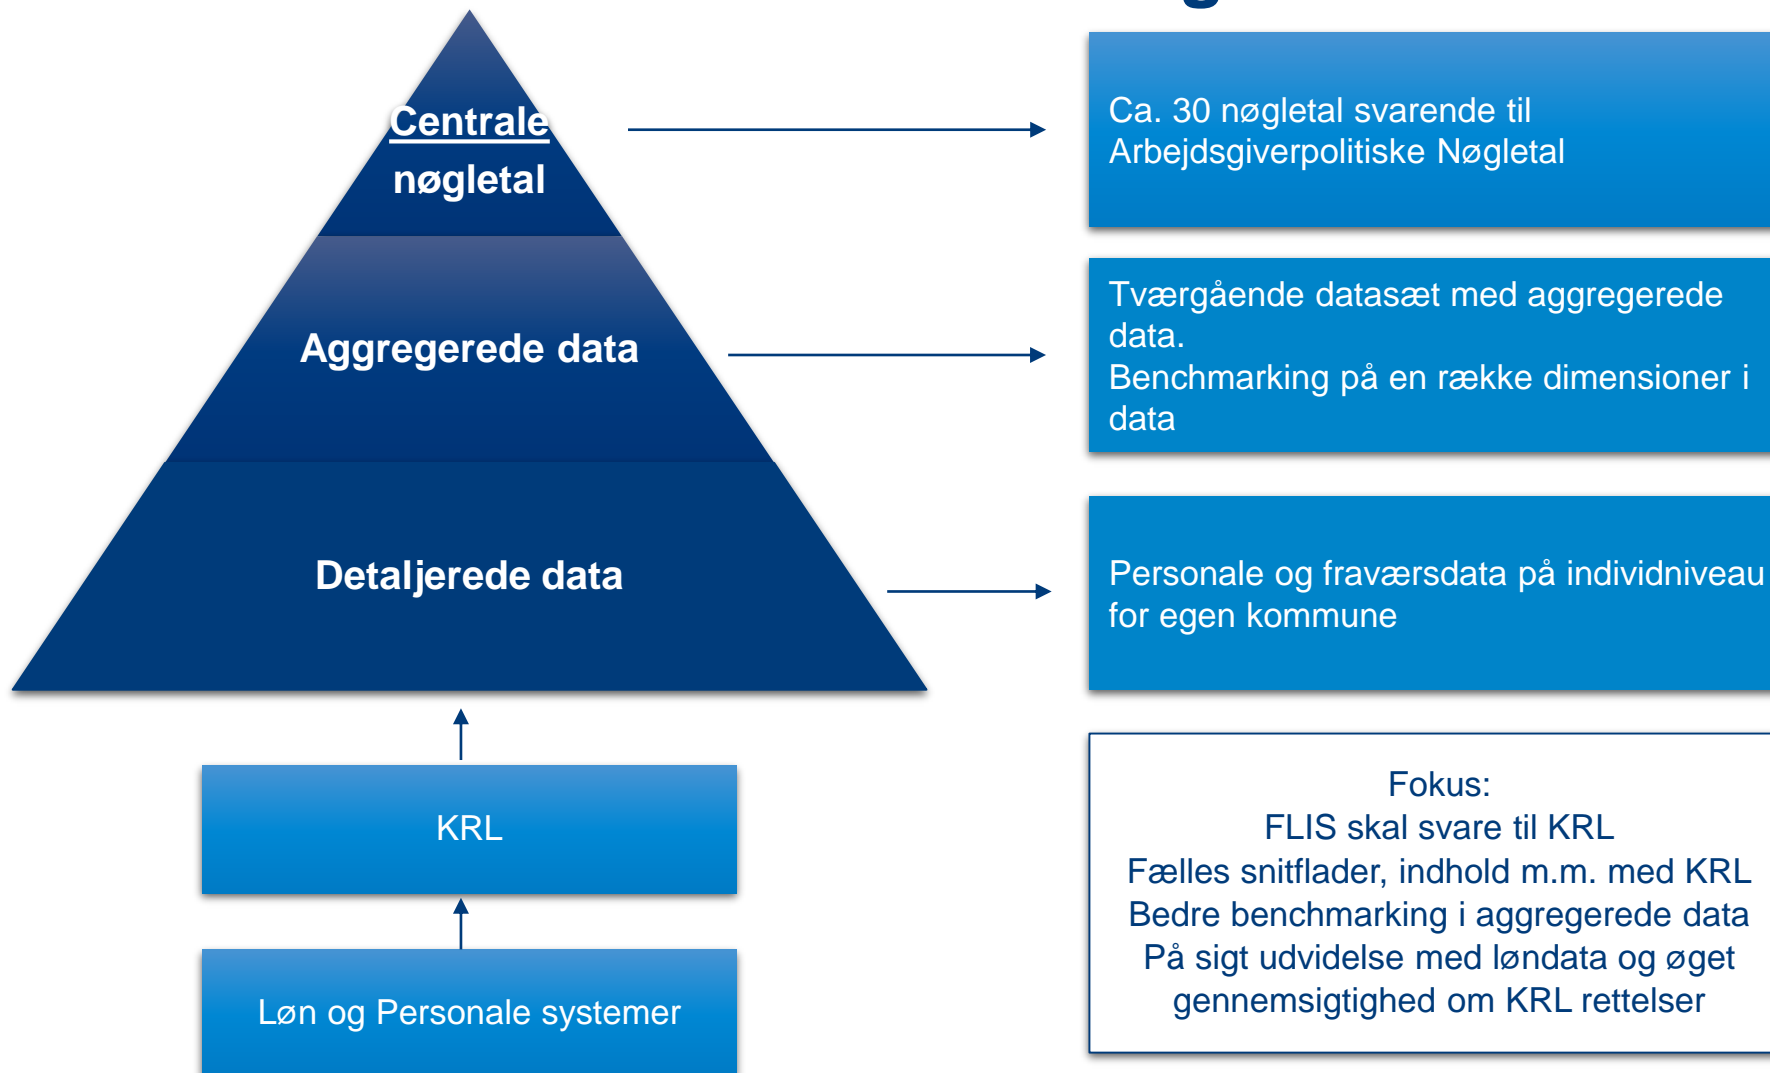 Centrale
nøgletal
Ca. 30 nøgletal svarende til
Arbejdsgiverpolitiske Nøgletal
Aggregerede data
Tværgående datasæt med aggregerede
data.
Benchmarking på en række dimensioner i
data
Detaljerede data
Personale og fraværsdata på individniveau
for egen kommune
KRL
Løn og Personale systemer
Fokus:
FLIS skal svare til KRL
Fælles snitflader, indhold m.m. med KRL
Bedre benchmarking i aggregerede data
På sigt udvidelse med løndata og øget
gennemsigtighed om KRL rettelser